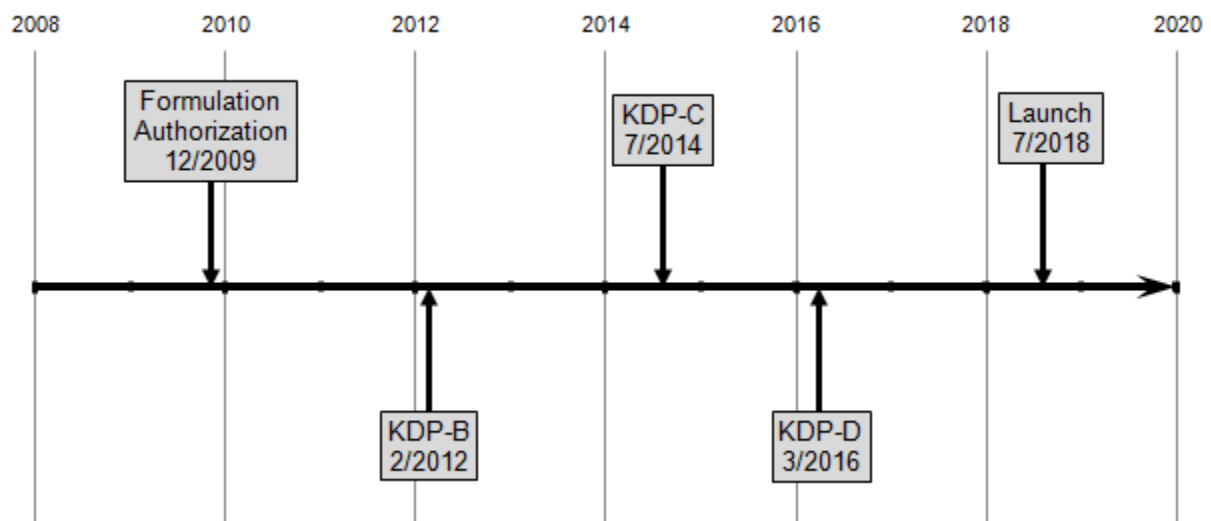 2008 2010 2012 2014 2016 2018 2020
Formulation
Authorization
12/2009
KDP-C
7/2014
Launch
7/2018
KDP-B
2/2012
KDP-D
3/2016